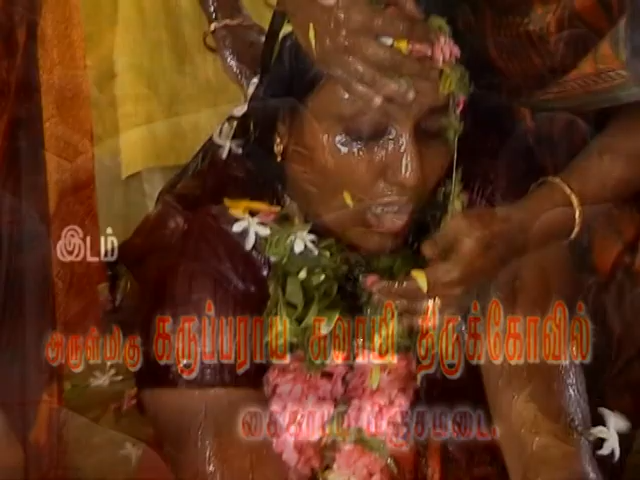 இடம்
அருள்மிகு கருப்பராய சுவாமி திருக்கோவில்